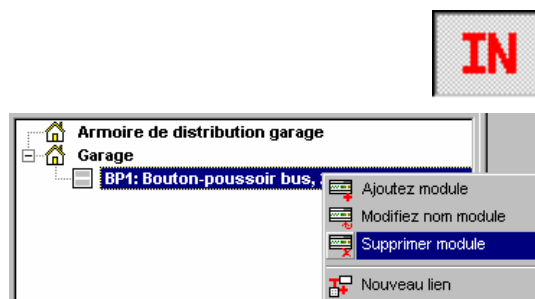 IN
Armoire de distribution garage
Garage
BP1: Bouton-poussoir bus,
Ajoutez module
Modifiez nom module
Supprimer module
Nouveau lien